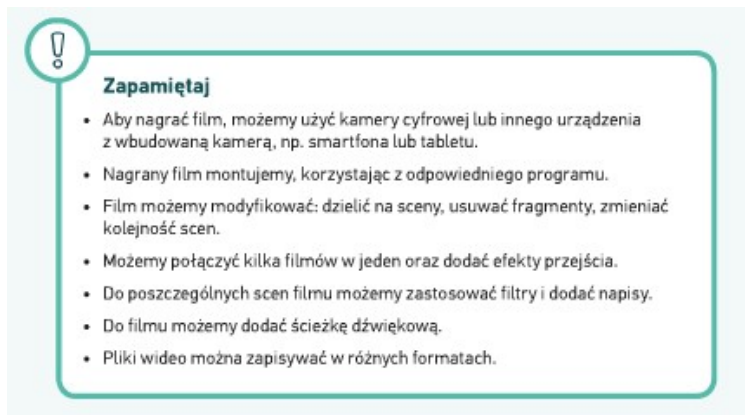 Zapamiętaj
• Aby nagrać film, możemy użyć kamery cyfrowej lub innego urządzenia
z wbudowaną kamerą, np. smartfona lub tabletu.
• Nagrany film montujemy, korzystając z odpowiedniego programu.
• Film możemy modyfikować: dzielić na sceny, usuwać fragmenty, zmieniać
kolejność scen.
• Możemy połączyć kilka filmów w jeden oraz dodać efekty przejścia.
• Do poszczególnych scen filmu możemy zastosować filtry i dodać napisy.
• Do filmu możemy dodać ścieżkę dźwiękową.
• Pliki wideo można zapisywać w różnych formatach.